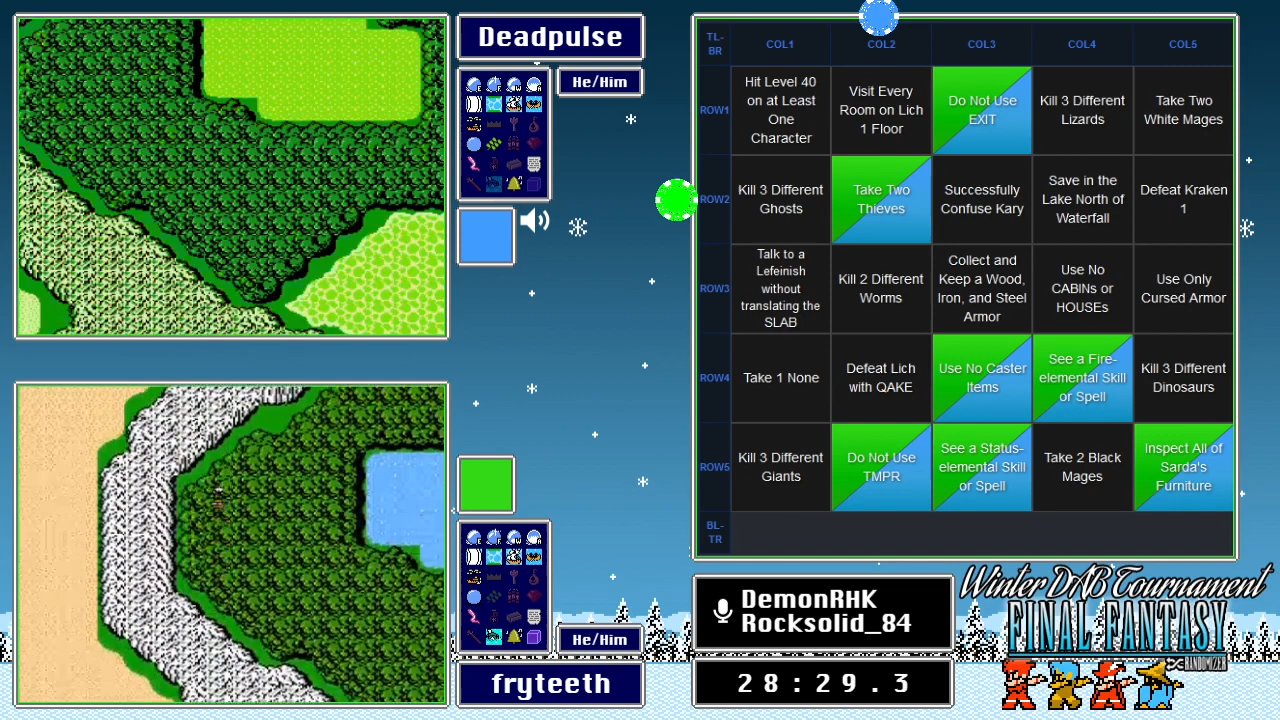 Deadpulse
He/Him
TL-
BR
COL1
COL2
COL3
COL4
COL5
ROW1
Hit Level 40
on at Least
One
Character
Visit Every
Room on Lich
1 Floor
Do Not Use
EXIT
Kill 3 Different
Lizards
Take Two
White Mages
ROW2
Kill 3 Different
Ghosts
Take Two
Thieves
Successfully
Confuse Kary
Save in the
Lake North of
Waterfall
Defeat Kraken
1
ROW3
Talk to a
Lefeinish
without
translating the
SLAB
Kill 2 Different
Worms
Collect and
Keep a Wood,
Iron, and Steel
Armor
Use No
CABINs or
HOUSEs
Use Only
Cursed Armor
ROW4
Take 1 None
Defeat Lich
with QAKE
Use No Caster
Items
See a Fire-
elemental Skill
or Spell
Kill 3 Different
Dinosaurs
ROW5
Kill 3 Different
Giants
Do Not Use
TMPR
See a Status-
elemental Skill
or Spell
Take 2 Black
Mages
Inspect All of
Sarda's
Furniture
BL-
TR
DemonRHK
Rocksolid_84
28:29.3
He/Him
fryteeth
Winter DAB Tournament
FINAL FANTASY
RANDOMIZER